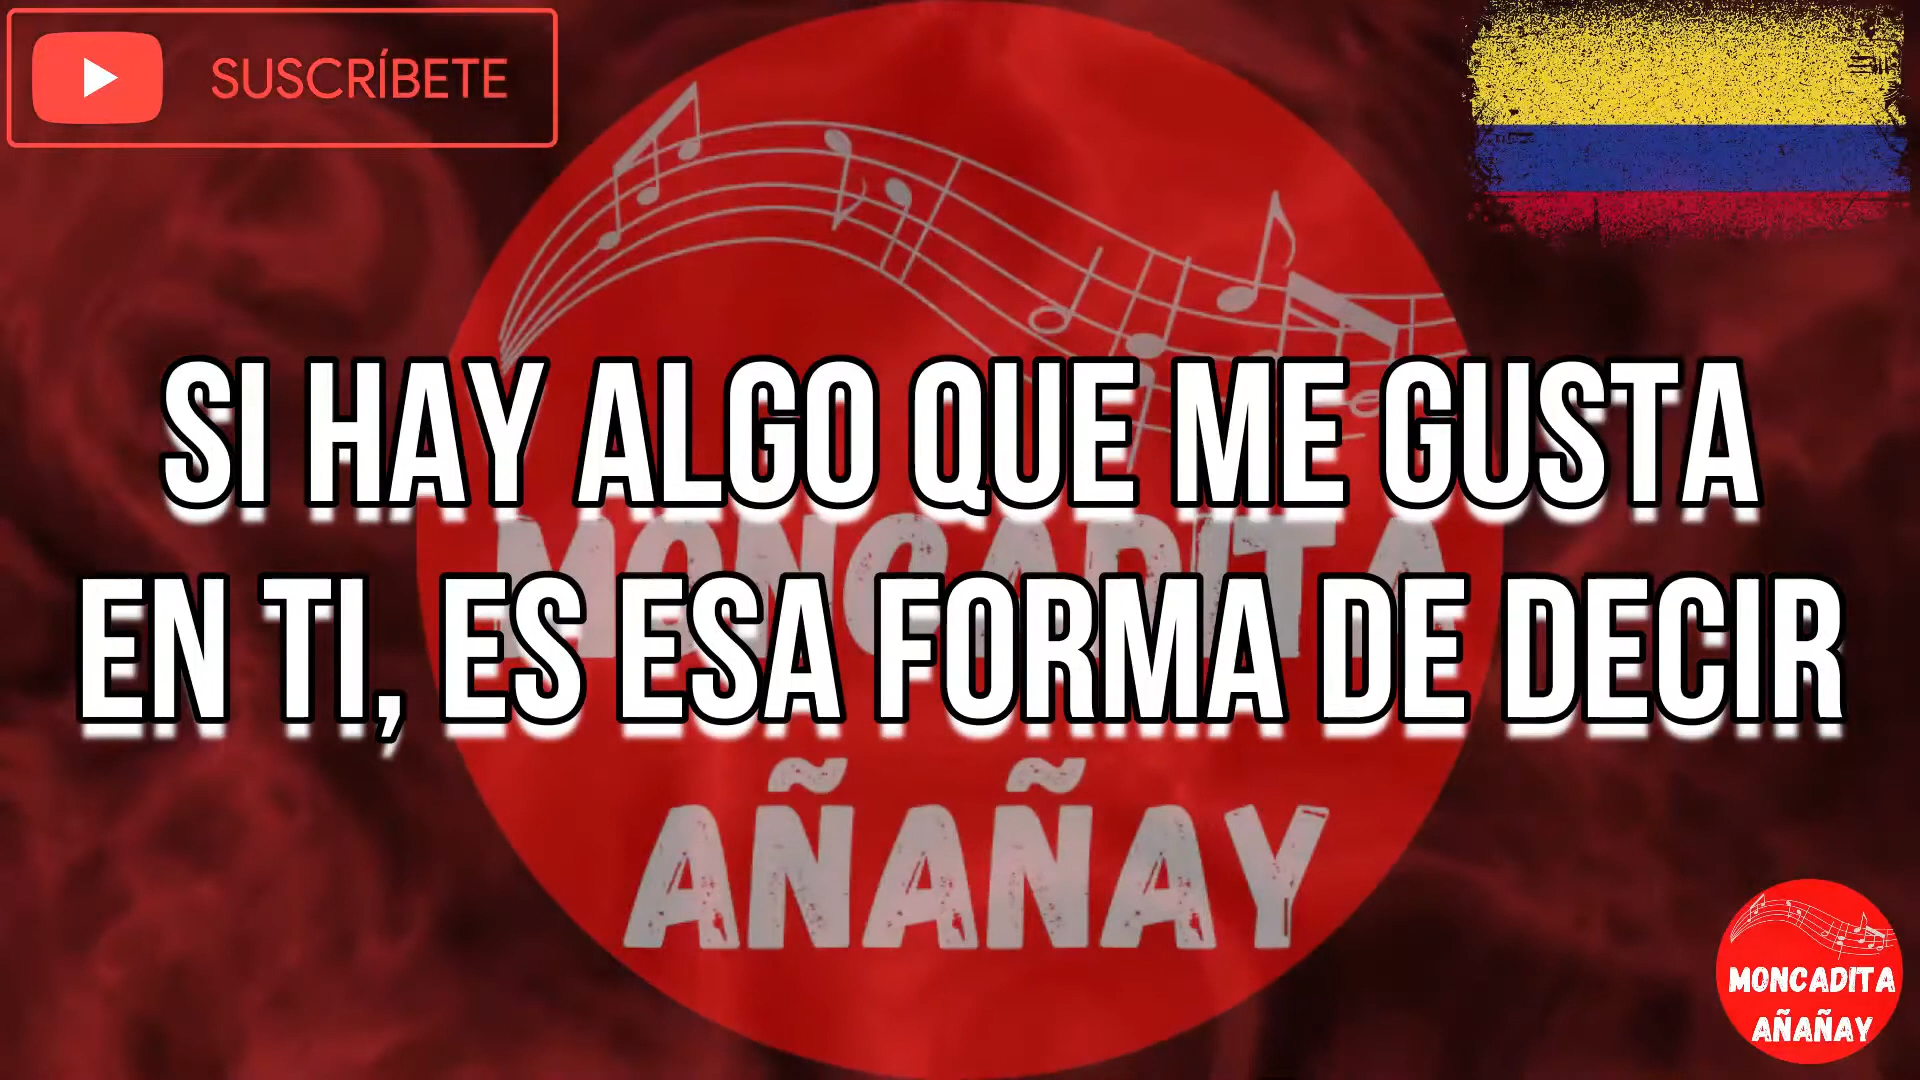 SUSCRÍBETE
SI HAY ALGO QUE ME GUSTA
EN TI, ES ESA FORMA DE DECIR
MONCADITA
AÑAÑAY
MONCADITA
AÑAÑAY